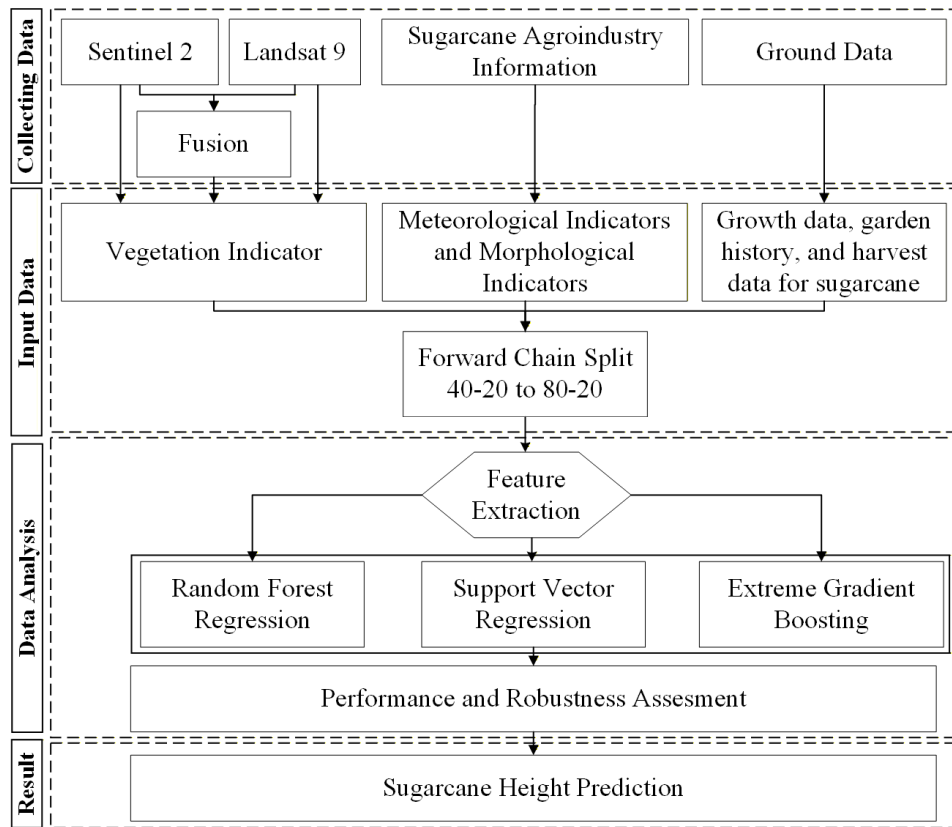 Collecting Data
Sentinel 2
Landsat 9
Sugarcane Agroindustry
Information
Ground Data
Fusion
Input Data
Vegetation Indicator
Meteorological Indicators
and Morphological
Indicators
Growth data, garden
history, and harvest
data for sugarcane
Forward Chain Split
40-20 to 80-20
Data Analysis
Feature
Extraction
Random Forest
Regression
Support Vector
Regression
Extreme Gradient
Boosting
Performance and Robustness Assesment
Result
Sugarcane Height Prediction